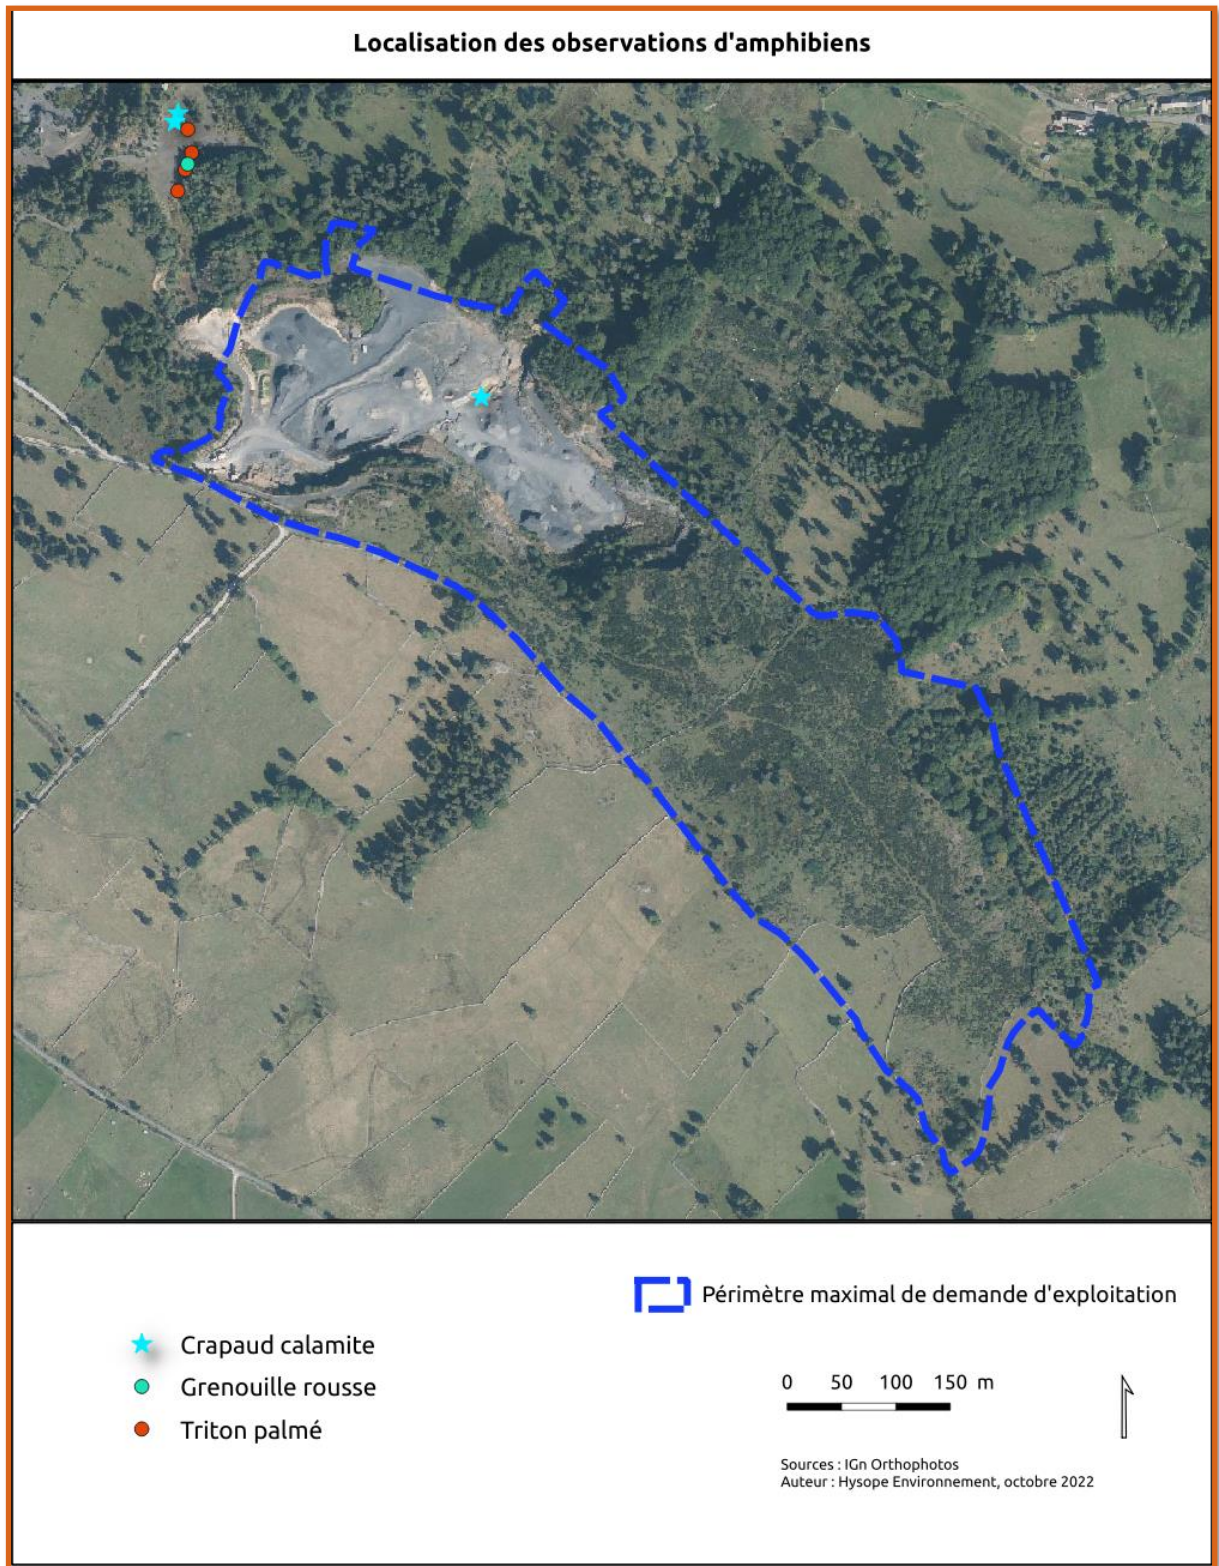 Localisation des observations d'amphibiens
Périmètre maximal de demande d'exploitation
Crapaud calamite
Grenouille rousse
Triton palmé
0 50 100 150 m
Sources : IGn Orthophotos
Auteur : Hysope Environnement, octobre 2022